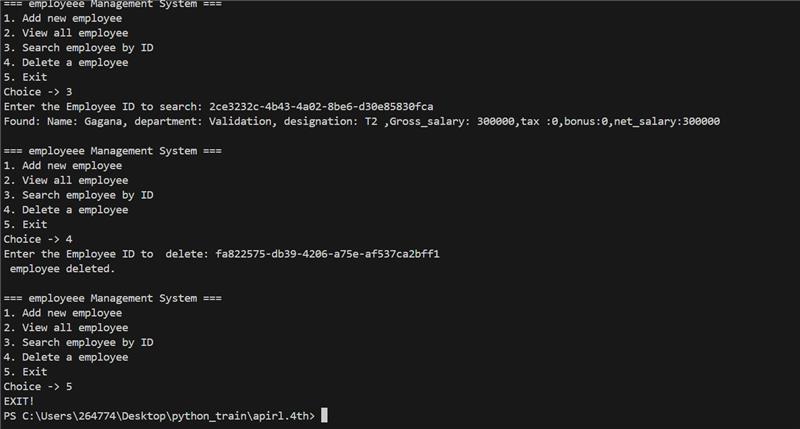 === employeee Management System ===
1. Add new employee
2. View all employee
3. Search employee by ID
4. Delete a employee
5. Exit
Choice -> 3
Enter the Employee ID to search: 2ce3232c-4b43-4a02-8be6-d30e85830fca
Found: Name: Gagana, department: Validation, designation: T2 ,Gross_salary: 300000,tax :0,bonus:0,net_salary:300000
=== employeee Management System ===
1. Add new employee
2. View all employee
3. Search employee by ID
4. Delete a employee
5. Exit
Choice -> 4
Enter the Employee ID to  delete: fa822575-db39-4206-a75e-af537ca2bff1
 employee deleted.
=== employeee Management System ===
1. Add new employee
2. View all employee
3. Search employee by ID
4. Delete a employee
5. Exit
Choice -> 5
EXIT!
PS C:\Users\264774\Desktop\python_train\apirl.4th>